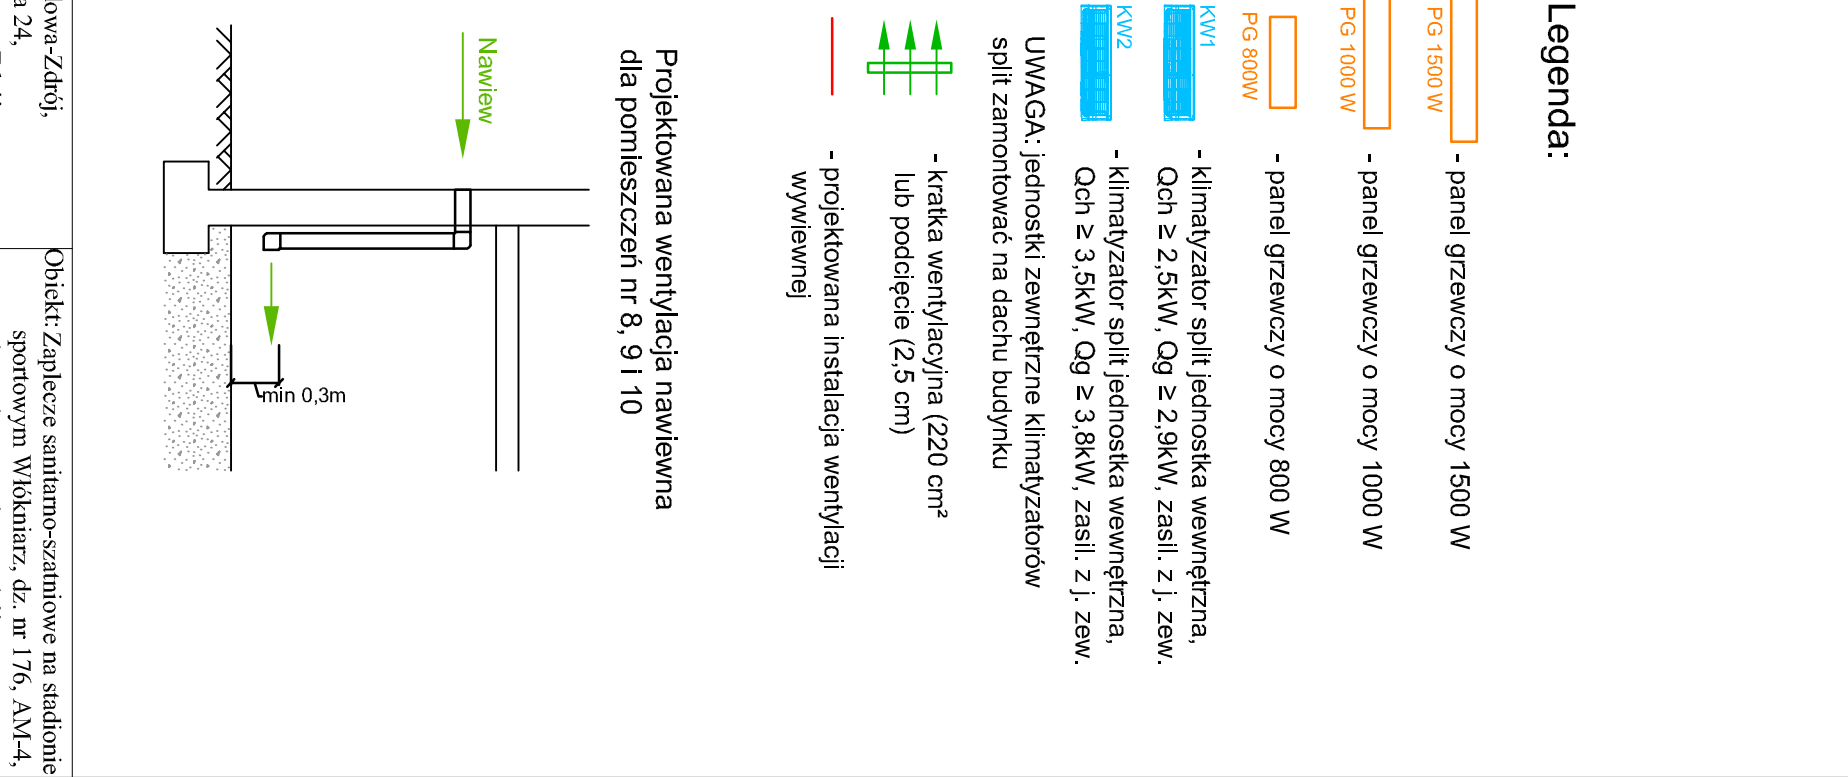 Legenda:
PG 1500 W
- panel grzewczy o mocy 1500 W
PG 1000 W
- panel grzewczy o mocy 1000 W
PG 800W
- panel grzewczy o mocy 800 W
KW1
- klimatyzator split jednostka wewnętrzna,
Qch ≥ 2,5kW, Qg ≥ 2,9kW, zasil. z j. zew.
KW2
- klimatyzator split jednostka wewnętrzna,
Qch ≥ 3,5kW, Qg ≥ 3,8kW, zasil. z j. zew.
UWAGA: jednostki zewnętrzne klimatyzatorów
split zamontować na dachu budynku
- kratka wentylacyjna (220 cm²
lub podcięcie (2,5 cm)
- projektowana instalacja wentylacji
wywiewnej
Projektowana wentylacja nawiewna
dla pomieszczeń nr 8, 9 i 10
Nawiew
min 0,3m
owa-Zdrój,
a 24,
Obiekt: Zaplecze sanitarno-szatniowe na stadionie
sportowym Włókniarz, dz. nr 176, AM-4,